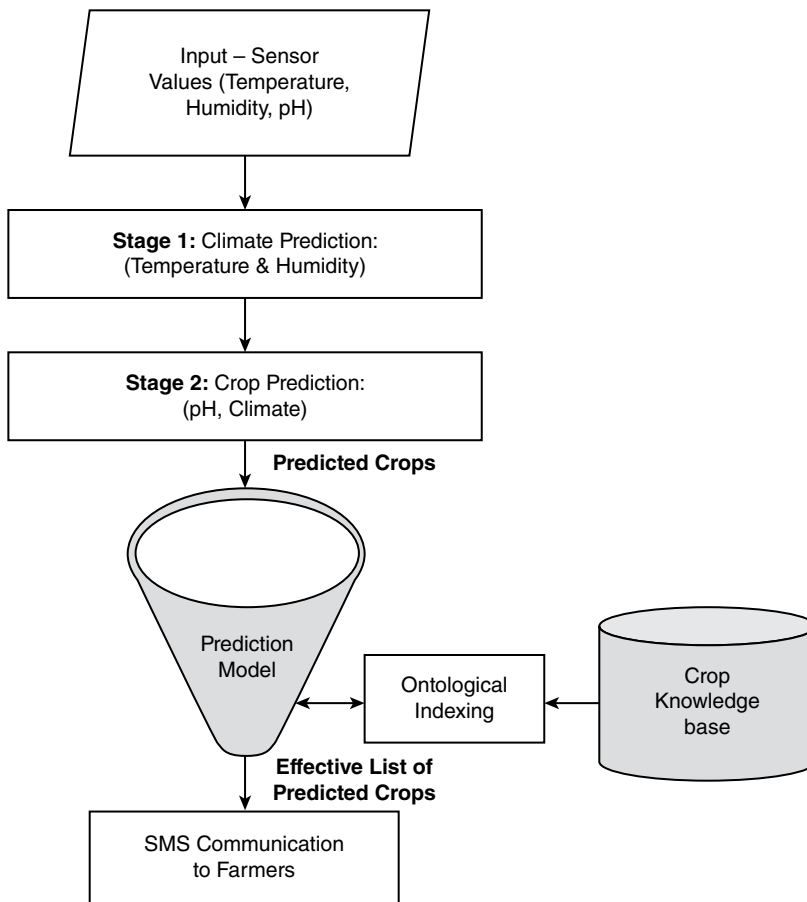 Input – Sensor
Values (Temperature,
Humidity, pH)
Stage 1: Climate Prediction:
(Temperature & Humidity)
Stage 2: Crop Prediction:
(pH, Climate)
Predicted Crops
Prediction
Model
Ontological
Indexing
Crop
Knowledge
base
Effective List of
Predicted Crops
SMS Communication
to Farmers